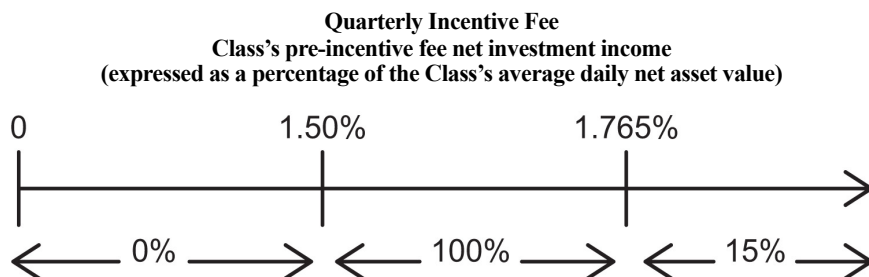 Quarterly Incentive Fee
Class’s pre-incentive fee net investment income
(expressed as a percentage of the Class’s average daily net asset value)
0 1.50% 1.765%
0% 100% 15%